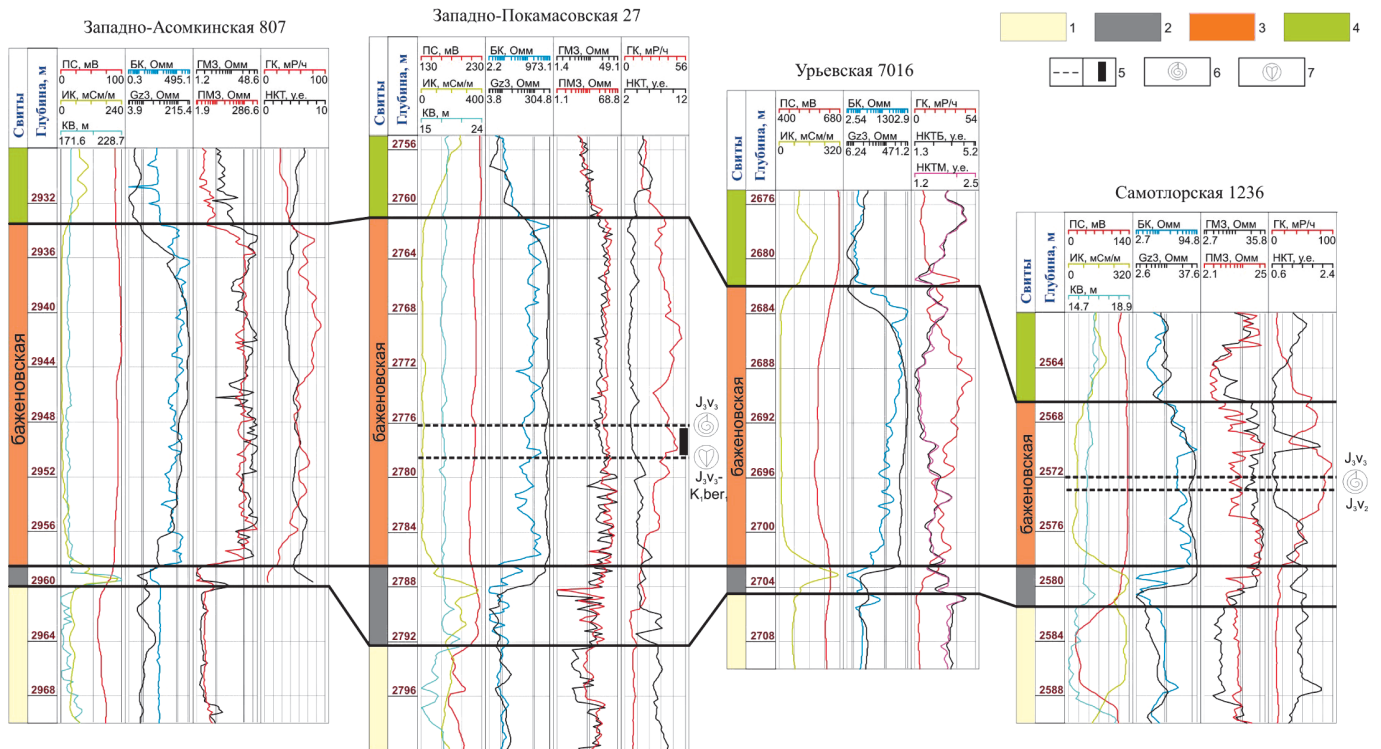 Западно-Асомкинская 807
Свиты
Глубина, м
ПС, мВ
0 100
ИК, мСм/м
0 240
КВ, м
171.6 228.7
БК, Омм
0.3 495.1
Gz3, Омм
3.9 215.4
ГМЗ, Омм
1.2 48.6
ПМЗ, Омм
1.9 286.6
ГК, мР/ч
0 100
НКТ, у.е.
0 10
баженовская
2932
2936
2940
2944
2948
2952
2956
2960
2964
2968
Западно-Покамасовская 27
Свиты
Глубина, м
ПС, мВ
130 230
ИК, мСм/м
0 400
КВ, м
15 24
БК, Омм
2.2 973.1
Gz3, Омм
3.8 304.8
ГМЗ, Омм
1.4 49.1
ПМЗ, Омм
1.1 68.8
ГК, мР/ч
0 56
НКТ, у.е.
2 12
баженовская
2756
2760
2764
2768
2772
2776
2780
2784
2788
2792
2796
J₃v₃
J₃v₃-
K₁ber₁
Урьевская 7016
Свиты
Глубина, м
ПС, мВ
400 680
ИК, мСм/м
0 320
БК, Омм
2.54 1302.9
Gz3, Омм
6.24 471.2
ГК, мР/ч
0 54
НКТБ, у.е.
1.3 5.2
НКТМ, у.е.
1.2 2.5
баженовская
2676
2680
2684
2688
2692
2696
2700
2704
2708
Самотлорская 1236
Свиты
Глубина, м
ПС, мВ
0 140
ИК, мСм/м
0 320
КВ, м
14.7 18.9
БК, Омм
2.7 94.8
Gz3, Омм
2.6 37.6
ГМЗ, Омм
2.7 35.8
ПМЗ, Омм
2.1 25
ГК, мР/ч
0 100
НКТ, у.е.
0.6 2.4
баженовская
2564
2568
2572
2576
2580
2584
2588
J₃v₃
J₃v₂
1
2
3
4
5
6
7